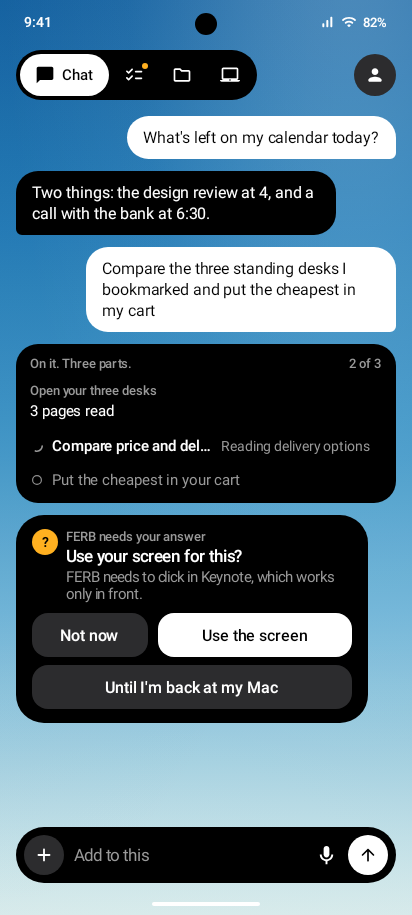 9:41
82%
Chat
What's left on my calendar today?
Two things: the design review at 4, and a
call with the bank at 6:30.
Compare the three standing desks I
bookmarked and put the cheapest in
my cart
On it. Three parts.
2 of 3
Open your three desks
3 pages read
Compare price and del...
Reading delivery options
Put the cheapest in your cart
?
FERB needs your answer
Use your screen for this?
FERB needs to click in Keynote, which works
only in front.
Not now
Use the screen
Until I'm back at my Mac
Add to this